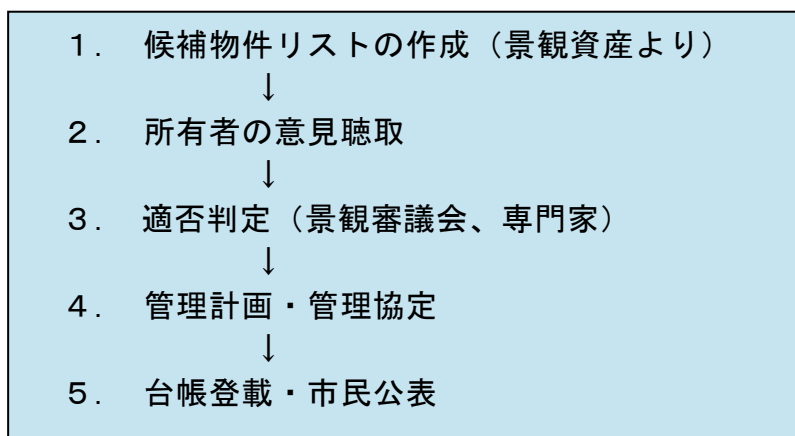 １．　候補物件リストの作成（景観資産より）
↓
２．　所有者の意見聴取
↓
３．　適否判定（景観審議会、専門家）
↓
４．　管理計画・管理協定
↓
５．　台帳登載・市民公表